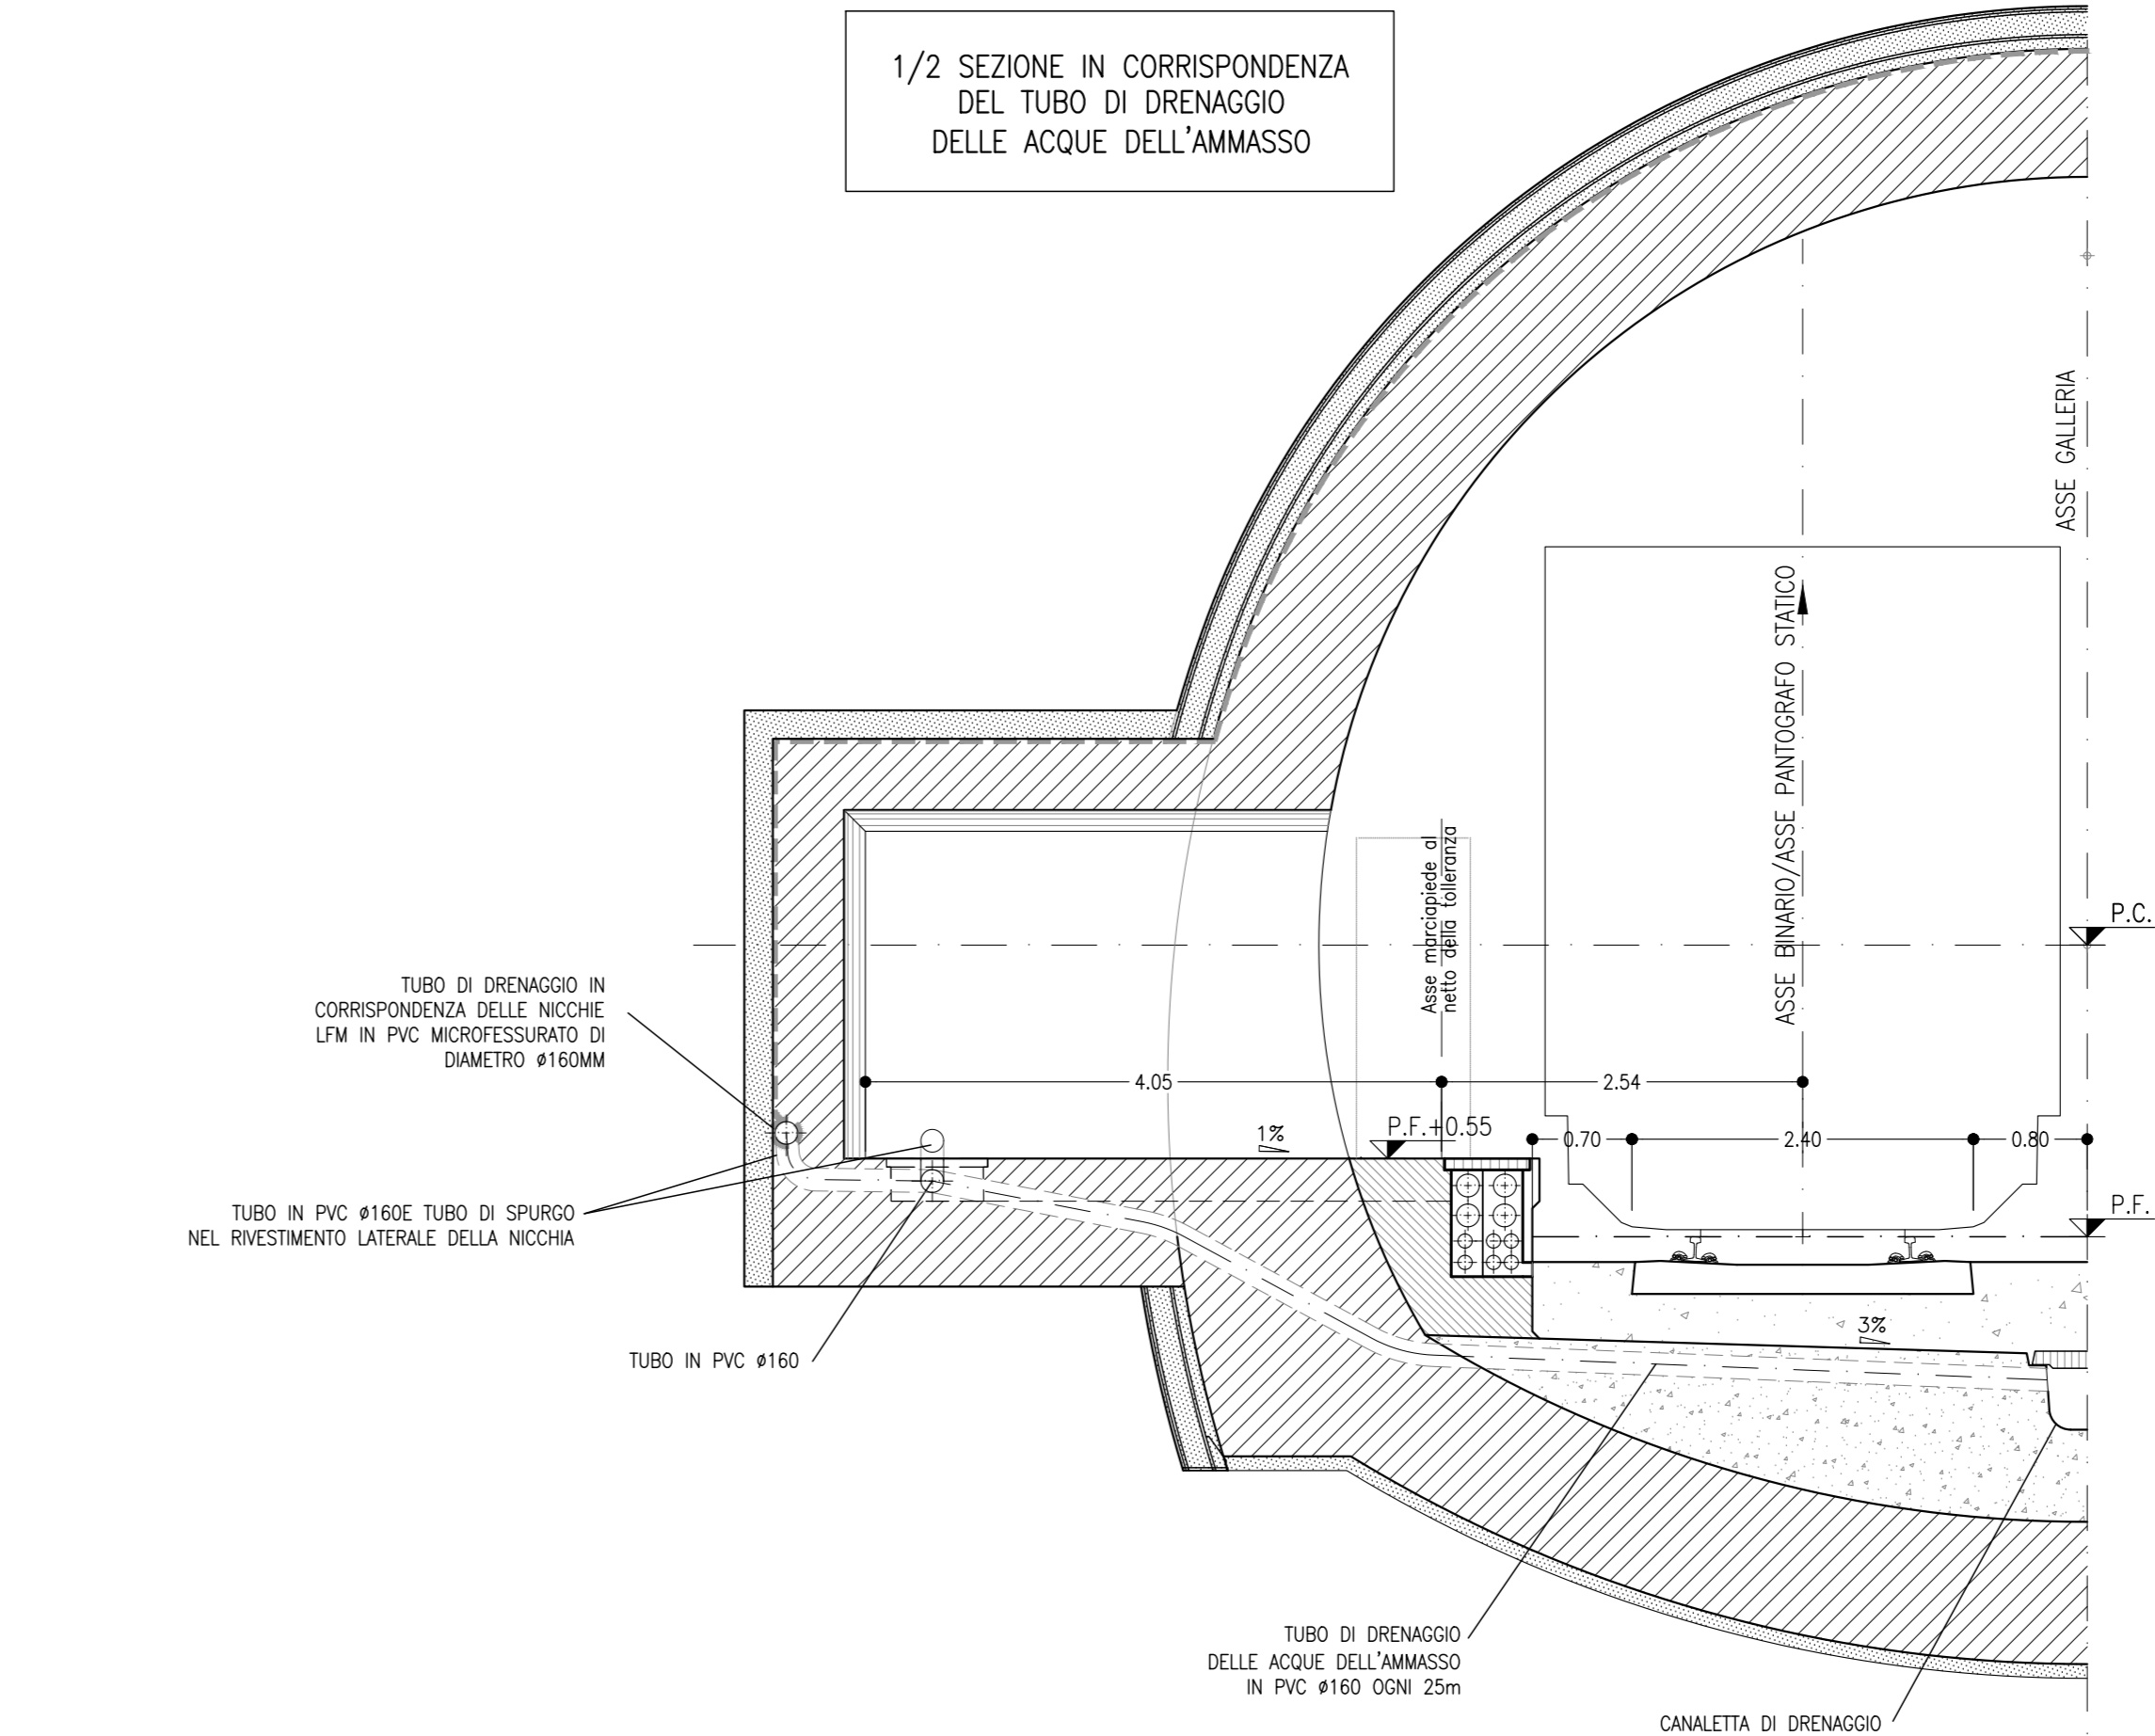 1/2 SEZIONE IN CORRISPONDENZA
DEL TUBO DI DRENAGGIO
DELLE ACQUE DELL'AMMASSO
ASSE GALLERIA
ASSE BINARIO/ASSE PANTOGRAFO STATICO
Asse marciapiede al
netto della tolleranza
P.C.
TUBO DI DRENAGGIO IN
CORRISPONDENZA DELLE NICCHIE
LFM IN PVC MICROFESSURATO DI
DIAMETRO ø160MM
4.05
2.54
P.F.+0.55
1%
0.70
2.40
0.80
TUBO IN PVC ø160E TUBO DI SPURGO
NEL RIVESTIMENTO LATERALE DELLA NICCHIA
P.F.
3%
TUBO IN PVC ø160
TUBO DI DRENAGGIO
DELLE ACQUE DELL'AMMASSO
IN PVC ø160 OGNI 25m
CANALETTA DI DRENAGGIO